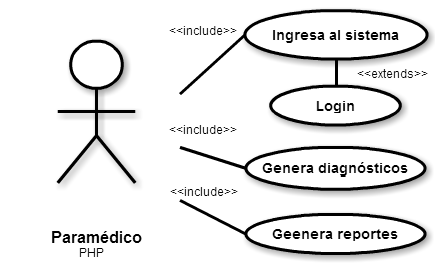 <<include>>
Ingresa al sistema
<<extends>>
Login
<<include>>
Genera diagnósticos
<<include>>
Geenera reportes
Paramédico
PHP